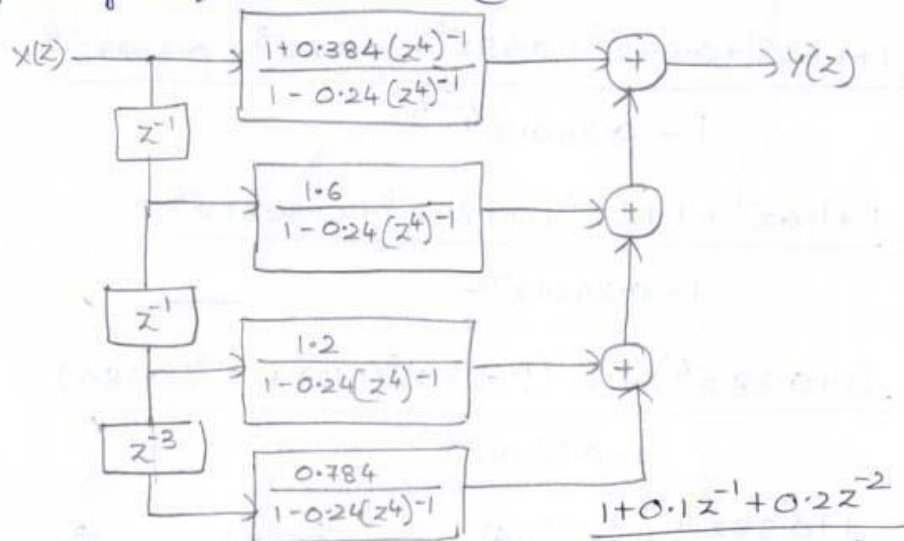 X(Z)
1+0.384(z⁴)⁻¹
1-0.24(z⁴)⁻¹
+
Y(Z)
z⁻¹
1.6
1-0.24(z⁴)⁻¹
+
z⁻¹
1.2
1-0.24(z⁴)⁻¹
+
z⁻³
0.784
1-0.24(z⁴)⁻¹
1+0.1z⁻¹+0.2z⁻²